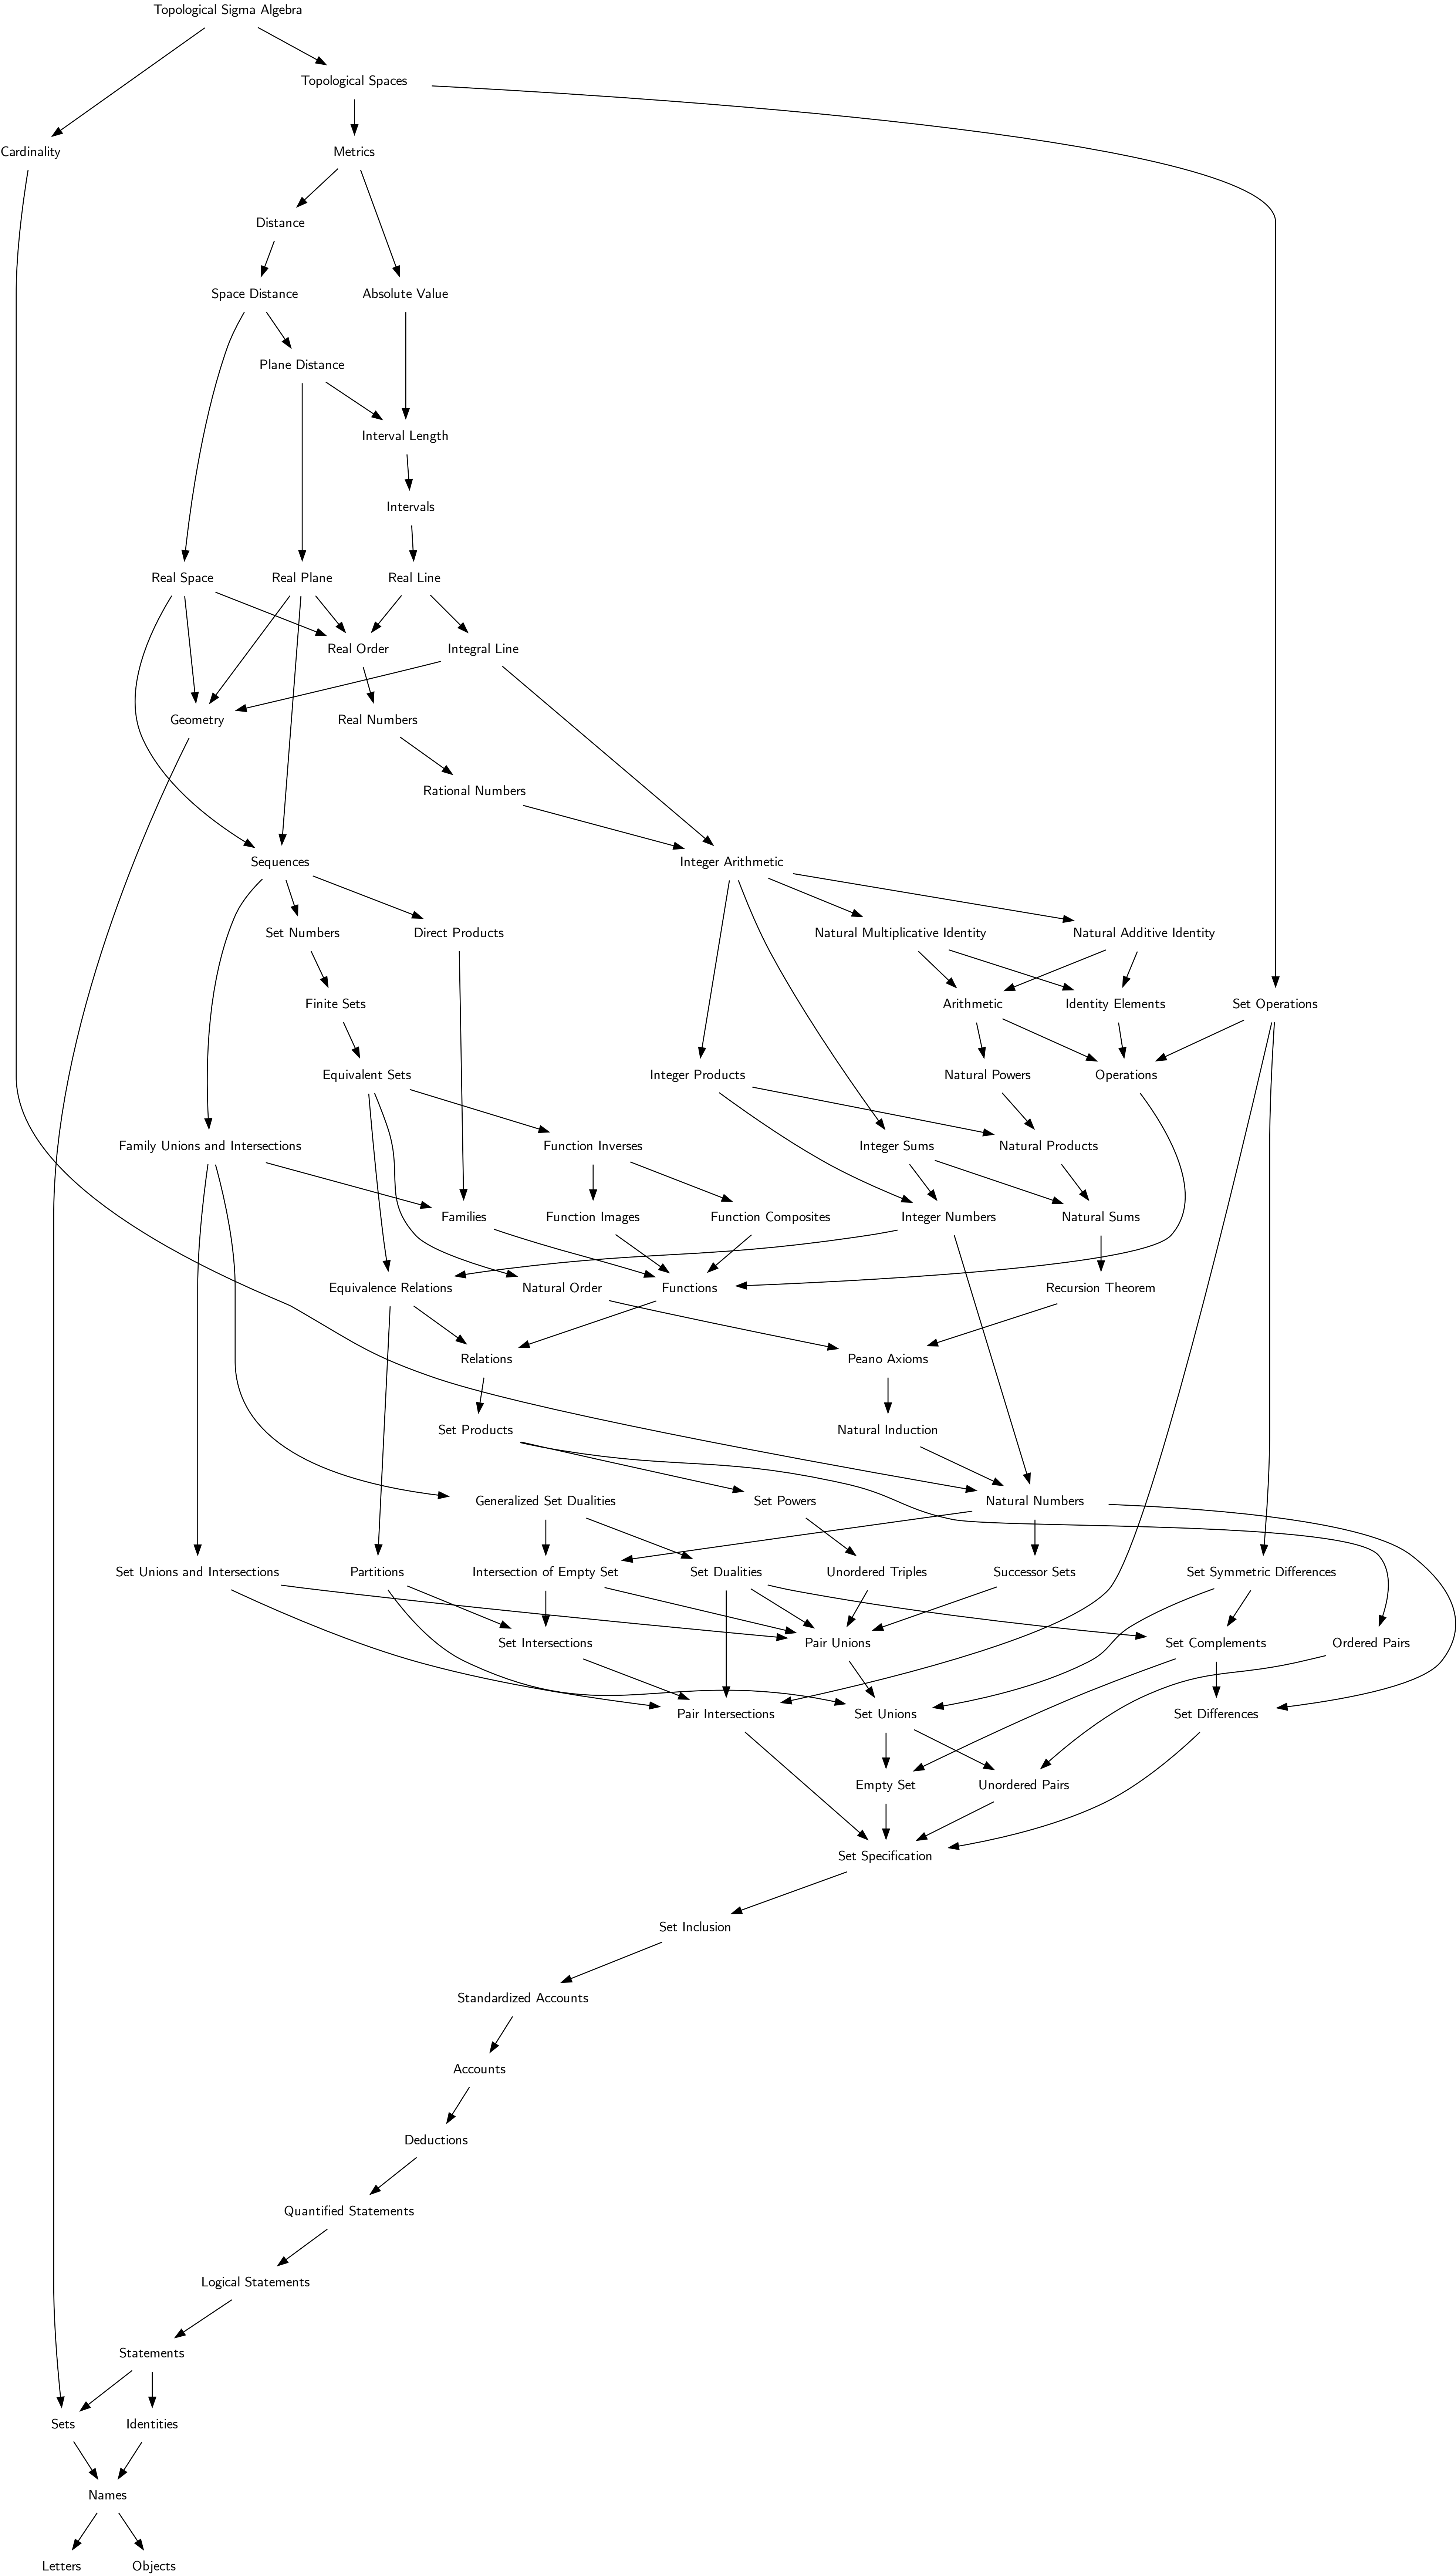 Topological Sigma Algebra
Topological Spaces
Cardinality
Metrics
Distance
Space Distance
Absolute Value
Plane Distance
Interval Length
Intervals
Real Space
Real Plane
Real Line
Real Order
Integral Line
Geometry
Real Numbers
Rational Numbers
Sequences
Integer Arithmetic
Set Numbers
Direct Products
Natural Multiplicative Identity
Natural Additive Identity
Finite Sets
Arithmetic
Identity Elements
Set Operations
Equivalent Sets
Integer Products
Natural Powers
Operations
Family Unions and Intersections
Function Inverses
Integer Sums
Natural Products
Families
Function Images
Function Composites
Integer Numbers
Natural Sums
Equivalence Relations
Natural Order
Functions
Recursion Theorem
Relations
Peano Axioms
Set Products
Natural Induction
Generalized Set Dualities
Set Powers
Natural Numbers
Set Unions and Intersections
Partitions
Intersection of Empty Set
Set Dualities
Unordered Triples
Successor Sets
Set Symmetric Differences
Set Intersections
Pair Unions
Set Complements
Ordered Pairs
Pair Intersections
Set Unions
Set Differences
Empty Set
Unordered Pairs
Set Specification
Set Inclusion
Standardized Accounts
Accounts
Deductions
Quantified Statements
Logical Statements
Statements
Sets
Identities
Names
Letters
Objects